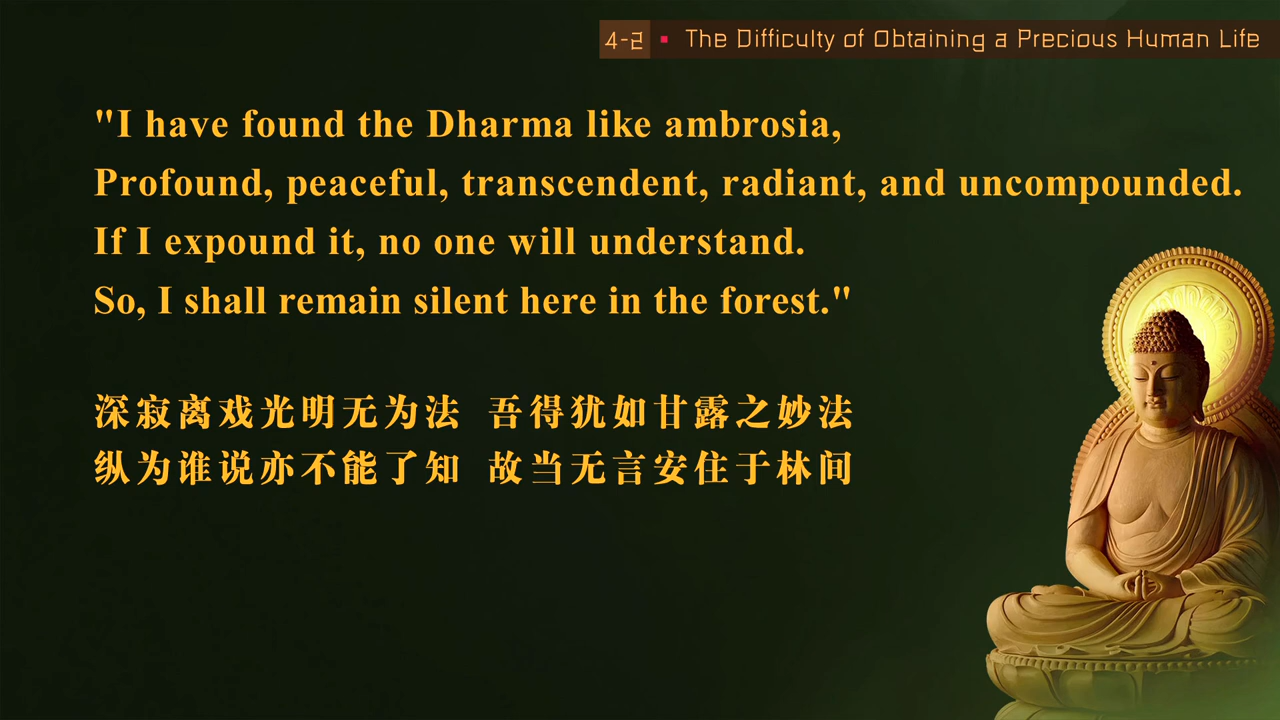 4-2 ▪ The Difficulty of Obtaining a Precious Human Life
"I have found the Dharma like ambrosia,
Profound, peaceful, transcendent, radiant, and uncompounded.
If I expound it, no one will understand.
So, I shall remain silent here in the forest."
深寂离戏光明无为法 吾得犹如甘露之妙法
纵为谁说亦不能了知 故当无言安住于林间